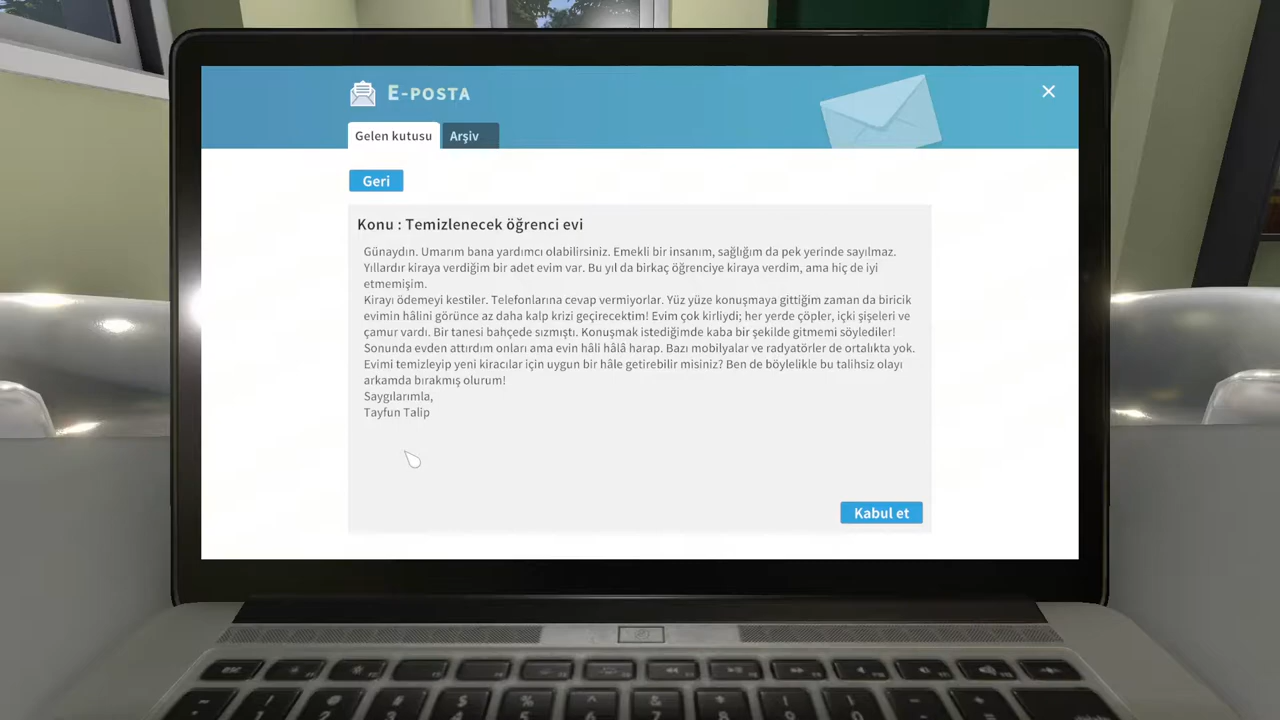 E-POSTA
Gelen kutusu
Arşiv
Geri
Konu : Temizlenecek öğrenci evi
Günaydın. Umarım bana yardımcı olabilirsiniz. Emekli bir insanım, sağlığım da pek yerinde sayılmaz.
Yıllardır kiraya verdiğim bir adet evim var. Bu yıl da birkaç öğrenciye kiraya verdim, ama hiç de iyi
etmemişim.
Kirayı ödemeyi kestiler. Telefonlarına cevap vermiyorlar. Yüz yüze konuşmaya gittiğim zaman da biricik
evimin hâlini görünce az daha kalp krizi geçirecektim! Evim çok kirliydi; her yerde çöpler, içki şişeleri ve
çamur vardı. Bir tanesi bahçede sızmıştı. Konuşmak istediğimde kaba bir şekilde gitmemi söylediler!
Sonunda evden attırdım onları ama evin hâli hâlâ harap. Bazı mobilyalar ve radyatörler de ortalıkta yok.
Evimi temizleyip yeni kiracılar için uygun bir hâle getirebilir misiniz? Ben de böylelikle bu talihsiz olayı
arkamda bırakmış olurum!
Saygılarımla,
Tayfun Talip
Kabul et